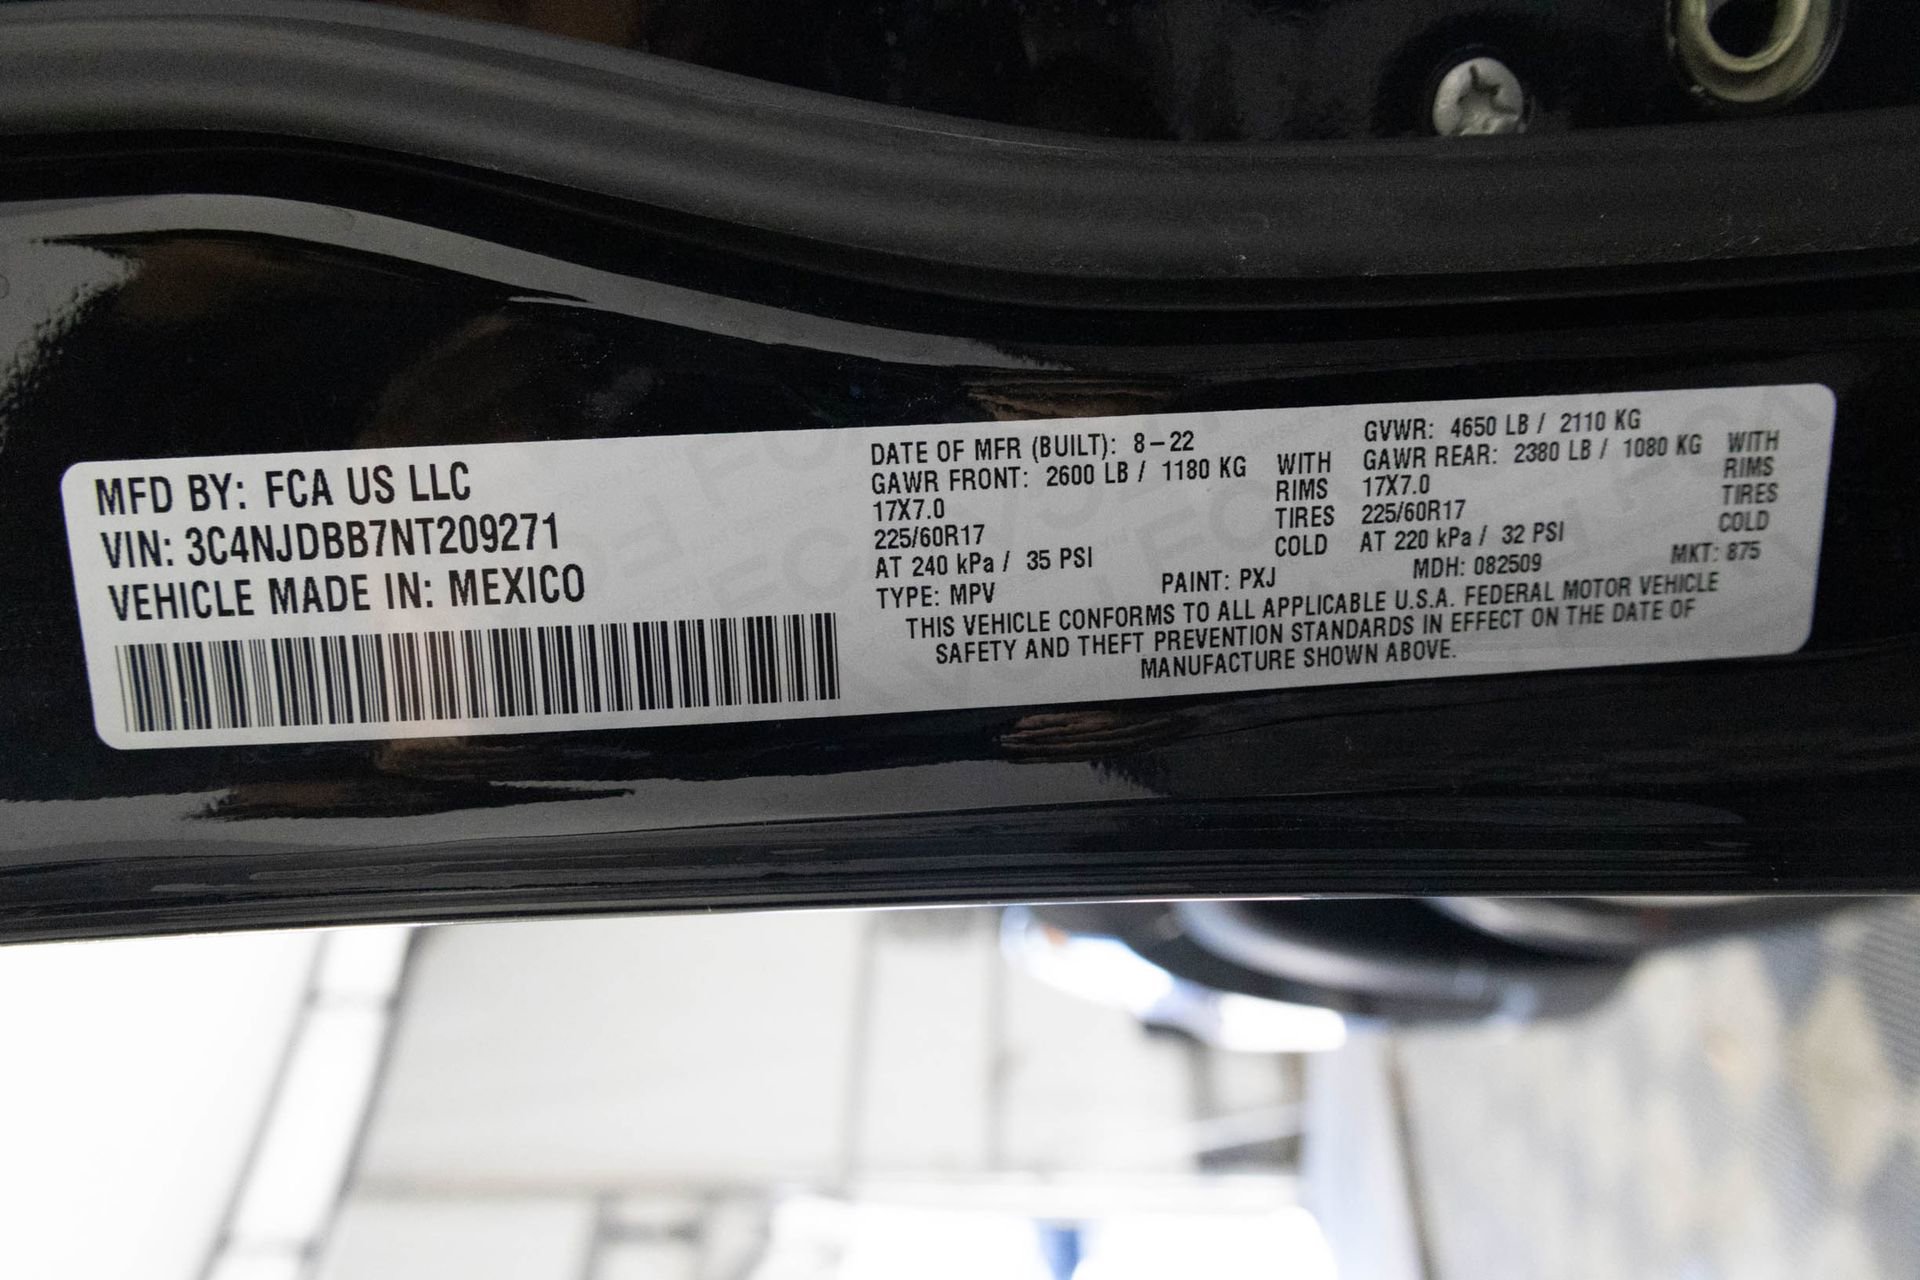 MFD BY: FCA US LLC
VIN: 3C4NJDBB7NT209271
VEHICLE MADE IN: MEXICO
DATE OF MFR (BUILT): 8-22
GAWR FRONT: 2600 LB / 1180 KG WITH
17X7.0 RIMS
225/60R17 TIRES
AT 240 kPa / 35 PSI COLD
GVWR: 4650 LB / 2110 KG
GAWR REAR: 2380 LB / 1080 KG WITH
17X7.0 RIMS
225/60R17 TIRES
AT 220 kPa / 32 PSI COLD
TYPE: MPV PAINT: PXJ MDH: 082509 MKT: 875
THIS VEHICLE CONFORMS TO ALL APPLICABLE U.S.A. FEDERAL MOTOR VEHICLE
SAFETY AND THEFT PREVENTION STANDARDS IN EFFECT ON THE DATE OF
MANUFACTURE SHOWN ABOVE.